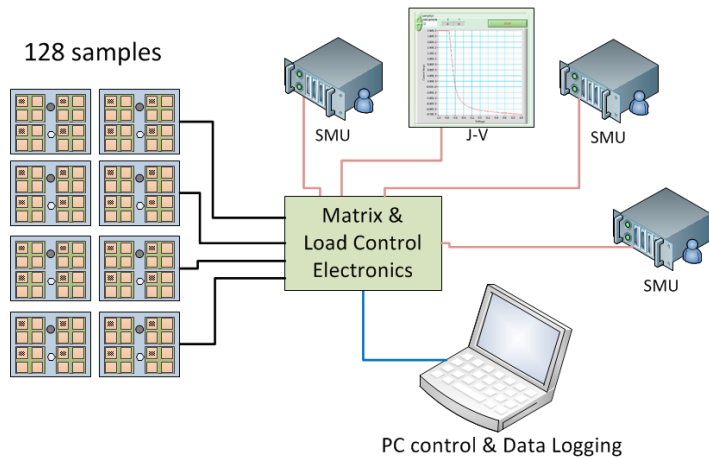 128 samples
SMU
J-V
SMU
Matrix &
Load Control
Electronics
SMU
PC control & Data Logging